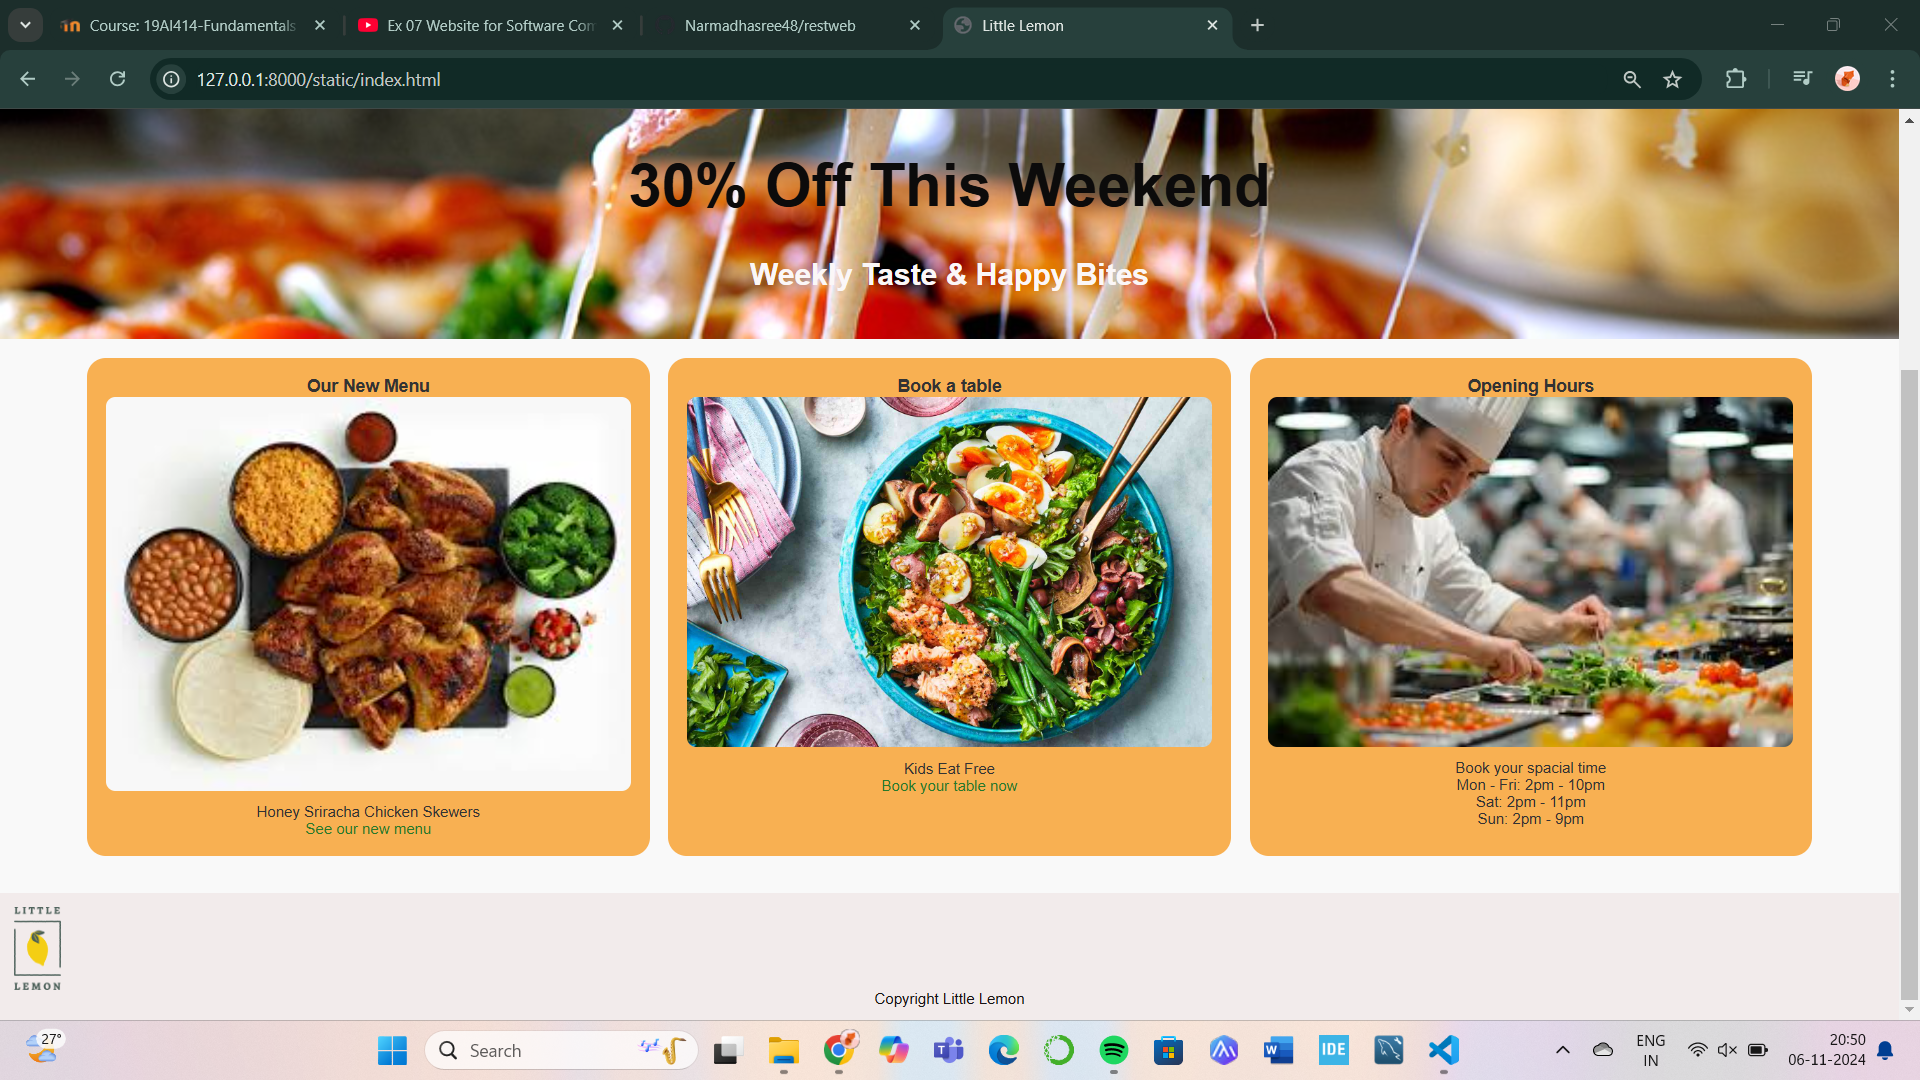 Course: 19AI414-Fundamentals
Ex 07 Website for Software Com
Narmadhasree48/restweb
Little Lemon
127.0.0.1:8000/static/index.html
30% Off This Weekend
Weekly Taste & Happy Bites
Our New Menu
Honey Sriracha Chicken Skewers
See our new menu
Book a table
Kids Eat Free
Book your table now
Opening Hours
Book your spacial time
Mon - Fri: 2pm - 10pm
Sat: 2pm - 11pm
Sun: 2pm - 9pm
LITTLE
LEMON
Copyright Little Lemon
27°
Search
W
IDE
ENG
IN
20:50
06-11-2024